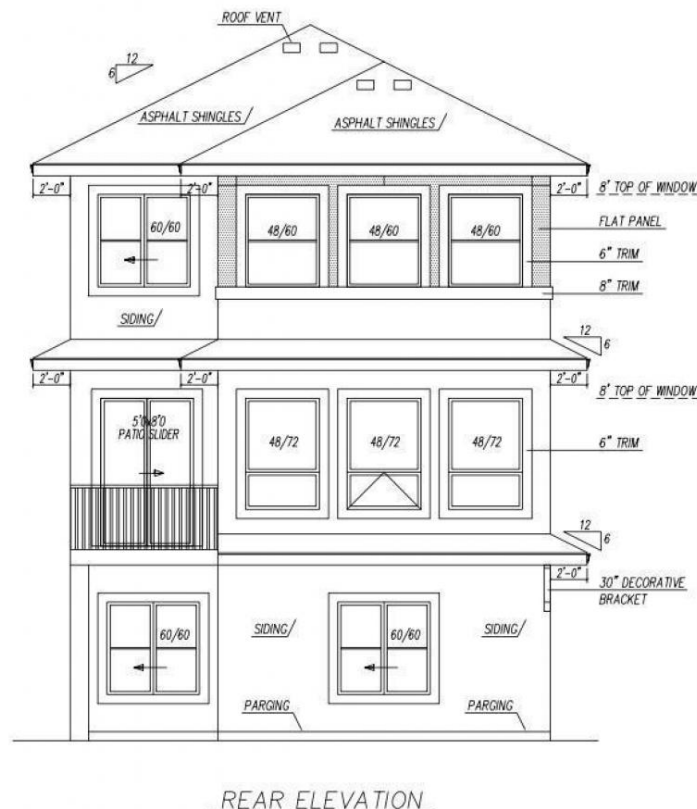 ROOF VENT
12
6
ASPHALT SHINGLES
ASPHALT SHINGLES
2'-0"
2'-0"
2'-0"
8' TOP OF WINDOW
60/60
48/60
48/60
48/60
FLAT PANEL
6" TRIM
8" TRIM
SIDING
12
6
2'-0"
2'-0"
2'-0"
8' TOP OF WINDOW
5'0x8'0
PATIO SLIDER
48/72
48/72
48/72
6" TRIM
12
6
2'-0"
30" DECORATIVE
BRACKET
60/60
SIDING
60/60
SIDING
PARGING
PARGING
REAR ELEVATION